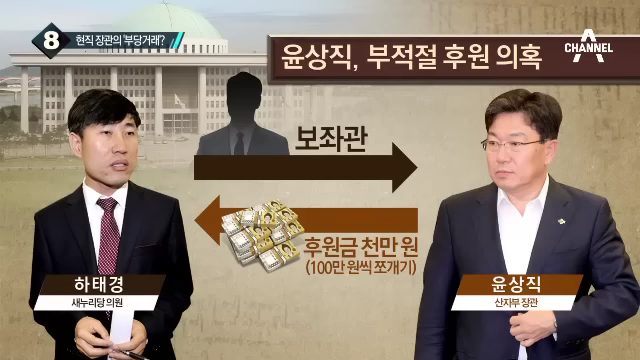 8 현직 장관의 '부당거래'?
윤상직, 부적절 후원 의혹
CHANNEL A
보좌관
후원금 천만 원
(100만 원씩 쪼개기)
하태경
새누리당 의원
윤상직
산자부 장관